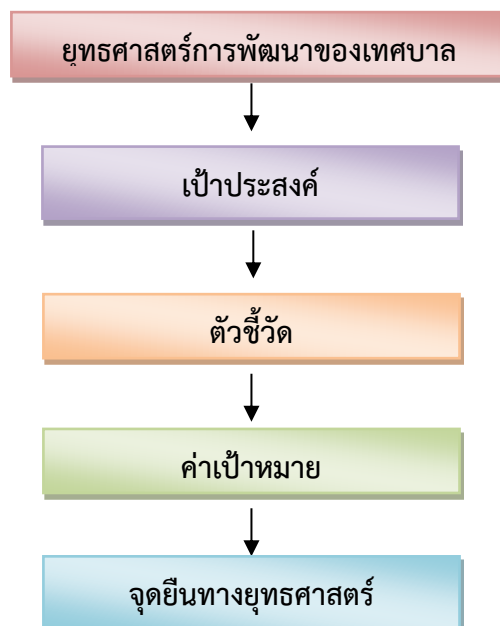 ยุทธศาสตร์การพัฒนาของเทศบาล
เป้าประสงค์
ตัวชี้วัด
ค่าเป้าหมาย
จุดยืนทางยุทธศาสตร์